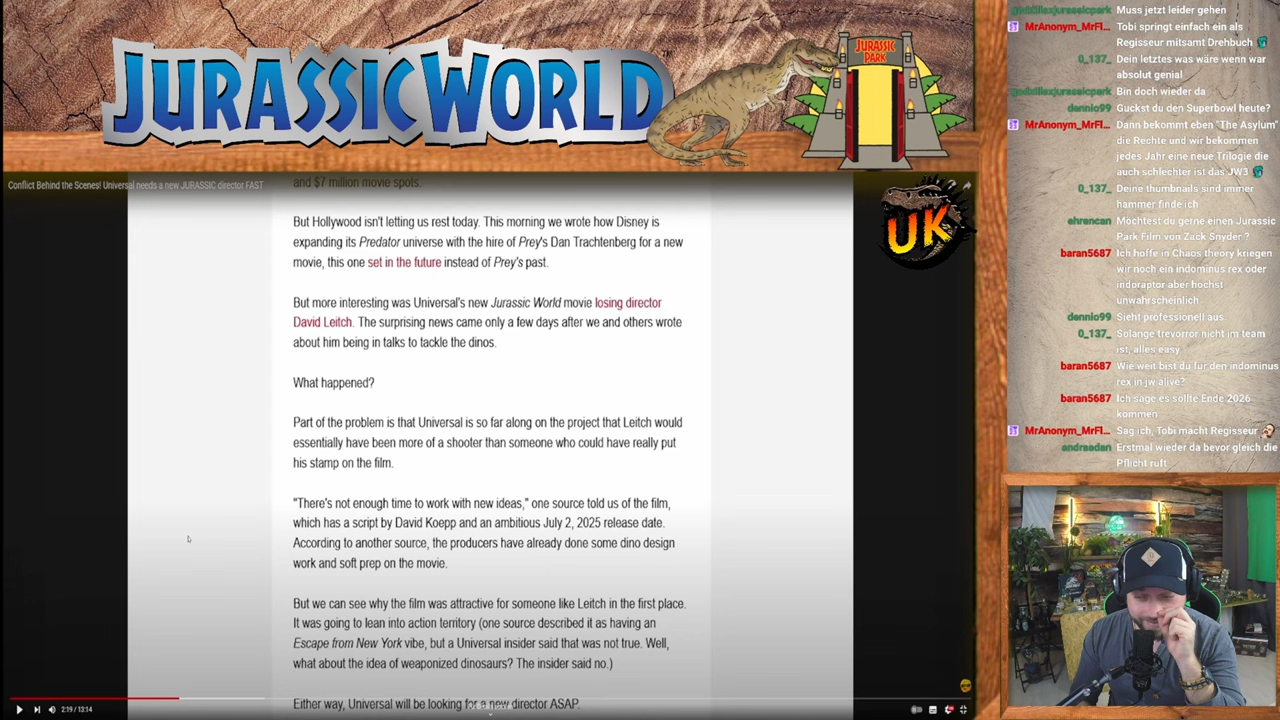 JURASSIC WORLD
JURASSIC
PARK
Conflict Behind the Scenes! Universal needs a new JURASSIC director FAST
UK
and $7 million movie spots.
But Hollywood isn't letting us rest today. This morning we wrote how Disney is
expanding its Predator universe with the hire of Prey's Dan Trachtenberg for a new
movie, this one set in the future instead of Prey's past.
But more interesting was Universal's new Jurassic World movie losing director
David Leitch. The surprising news came only a few days after we and others wrote
about him being in talks to tackle the dinos.
What happened?
Part of the problem is that Universal is so far along on the project that Leitch would
essentially have been more of a shooter than someone who could have really put
his stamp on the film.
"There's not enough time to work with new ideas," one source told us of the film,
which has a script by David Koepp and an ambitious July 2, 2025 release date.
According to another source, the producers have already done some dino design
work and soft prep on the movie.
But we can see why the film was attractive for someone like Leitch in the first place.
It was going to lean into action territory (one source described it as having an
Escape from New York vibe, but a Universal insider said that was not true. Well,
what about the idea of weaponized dinosaurs? The insider said no.)
Either way, Universal will be looking for a new director ASAP.
2:19 / 13:14
godzillaxjurassicpark Muss jetzt leider gehen
MrAnonym_MrFl... Tobi springt einfach ein als
Regisseur mitsamt Drehbuch
0_137_ Dein letztes was wäre wenn war
absolut genial
godzillaxjurassicpark Bin doch wieder da
dennio99 Guckst du den Superbowl heute?
MrAnonym_MrFl... Dann bekommt eben "The Asylum"
die Rechte und wir bekommen
jedes Jahr eine neue Trilogie die
auch schlechter ist das JW3
0_137_ Deine thumbnails sind immer
hammer finde ich
ehrencan Möchtest du gerne einen Jurassic
Park Film von Zack Snyder ?
baran5687 Ich hoffe in Chaos theory kriegen
wir noch ein indominus rex oder
indoraptor aber höchst
unwahrscheinlich
dennio99 Sieht professionell aus.
0_137_ Solange trevorror nicht im team
ist, alles easy
baran5687 Wie weit bist du für den indominus
rex in jw alive?
baran5687 Ich sage es sollte Ende 2026
kommen
MrAnonym_MrFl... Sag ich, Tobi macht Regisseur
andreadan Erstmal wieder da bevor gleich die
Pflicht ruft